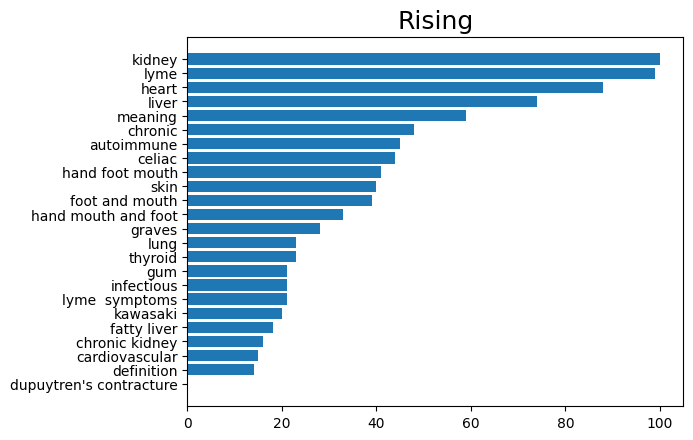 Rising
kidney
lyme
heart
liver
meaning
chronic
autoimmune
celiac
hand foot mouth
skin
foot and mouth
hand mouth and foot
graves
lung
thyroid
gum
infectious
lyme  symptoms
kawasaki
fatty liver
chronic kidney
cardiovascular
definition
dupuytren's contracture
0 20 40 60 80 100